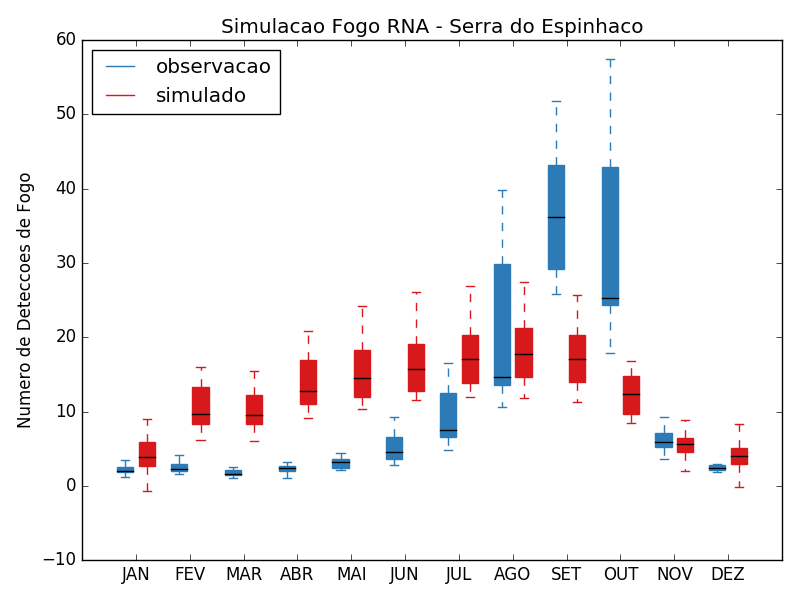 Simulacao Fogo RNA - Serra do Espinhaco
observacao
simulado
Numero de Deteccoes de Fogo
60
50
40
30
20
10
0
−10
JAN FEV MAR ABR MAI JUN JUL AGO SET OUT NOV DEZ